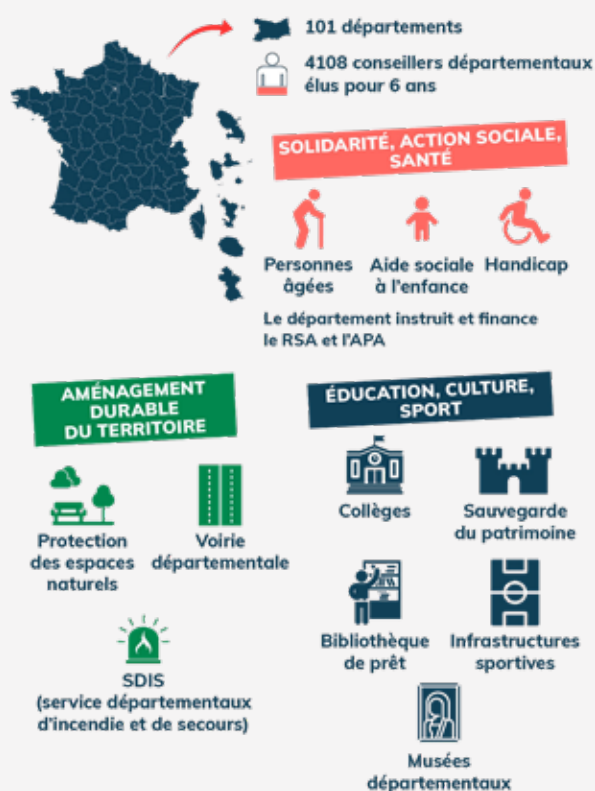 101 départements
4108 conseillers départementaux
élus pour 6 ans
SOLIDARITÉ, ACTION SOCIALE,
SANTÉ
Personnes
âgées
Aide sociale
à l'enfance
Handicap
Le département instruit et finance
le RSA et l'APA
AMÉNAGEMENT
DURABLE
DU TERRITOIRE
Protection
des espaces
naturels
Voirie
départementale
SDIS
(service départementaux
d'incendie et de secours)
ÉDUCATION, CULTURE,
SPORT
Collèges
Sauvegarde
du patrimoine
Bibliothèque
de prêt
Infrastructures
sportives
Musées
départementaux